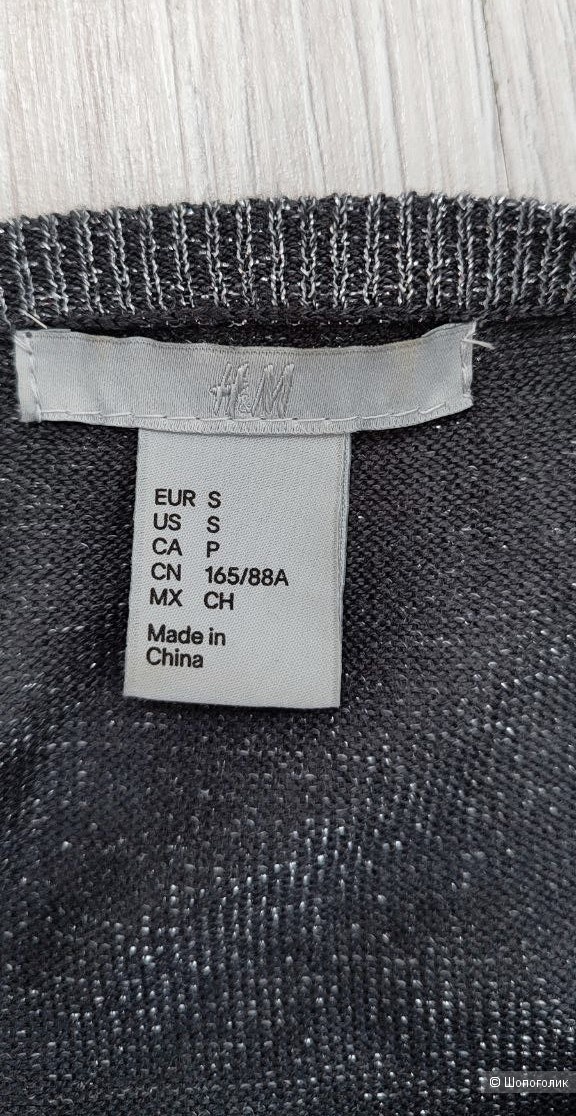 H&M
EUR S
US S
CA P
CN 165/88A
MX CH
Made in
China
© Шопоголик